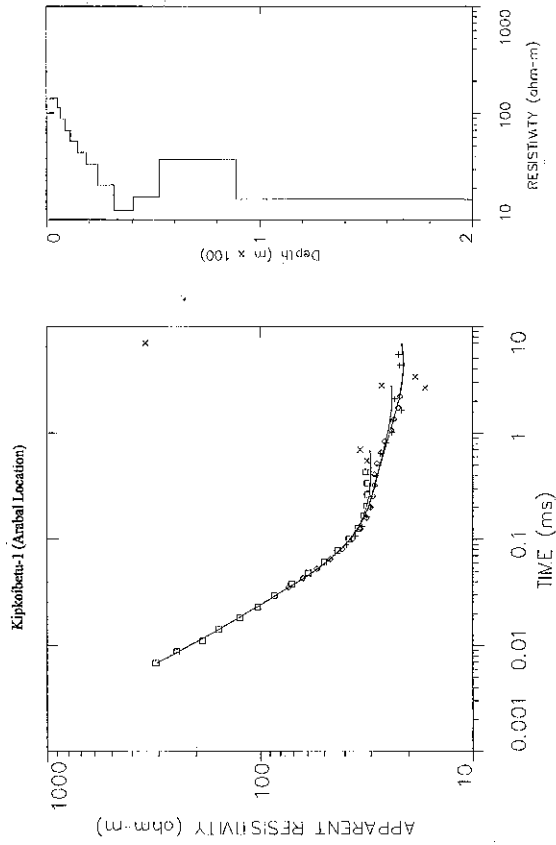 Kipkoibetu-1 (Arabal Location)
APPARENT RESISTIVITY (ohm-m)
1000
100
10
0.001
0.01
0.1
1
10
TIME (ms)
Depth (m × 100)
0
1
2
10
100
1000
RESISTIVITY (ohm-m)